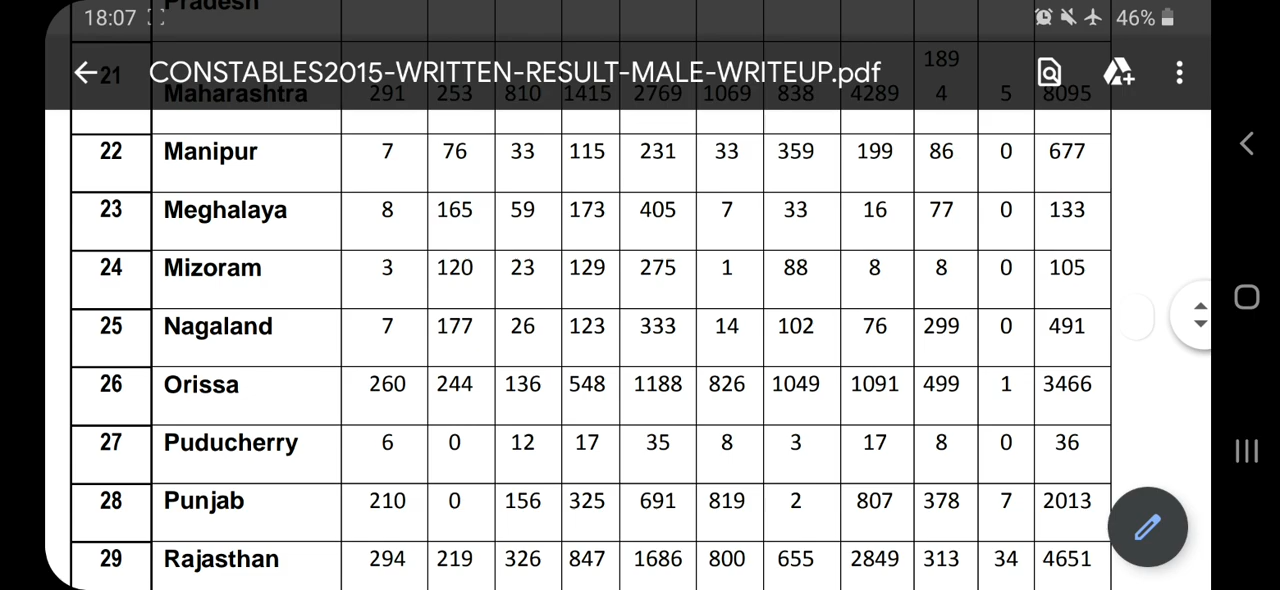 Pradesh
18:07 46%
CONSTABLES2015-WRITTEN-RESULT-MALE-WRITEUP.pdf
21 Maharashtra 291 253 810 1415 2769 1069 838 4289 1894 5 8095
22 Manipur 7 76 33 115 231 33 359 199 86 0 677
23 Meghalaya 8 165 59 173 405 7 33 16 77 0 133
24 Mizoram 3 120 23 129 275 1 88 8 8 0 105
25 Nagaland 7 177 26 123 333 14 102 76 299 0 491
26 Orissa 260 244 136 548 1188 826 1049 1091 499 1 3466
27 Puducherry 6 0 12 17 35 8 3 17 8 0 36
28 Punjab 210 0 156 325 691 819 2 807 378 7 2013
29 Rajasthan 294 219 326 847 1686 800 655 2849 313 34 4651